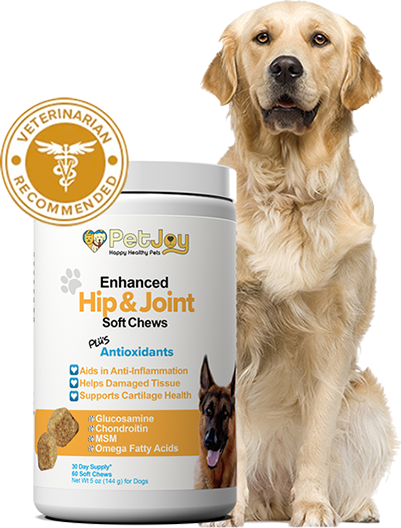 VETERINARIAN
RECOMMENDED
PetJoy
Happy Healthy Pets
Enhanced
Hip & Joint
Soft Chews
Plus
Antioxidants
Aids in Anti-Inflammation
Helps Damaged Tissue
Supports Cartilage Health
Glucosamine
Chondroitin
MSM
Omega Fatty Acids
30 Day Supply*
60 Soft Chews
Net Wt 5 oz (144 g) for Dogs